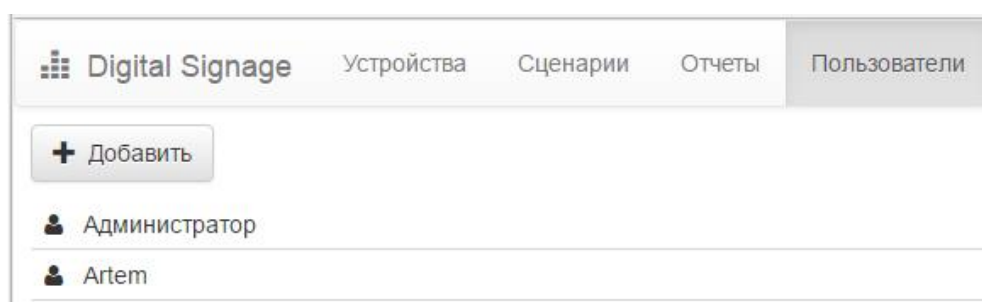 Digital Signage Устройства Сценарии Отчеты Пользователи
Добавить
Администратор
Artem